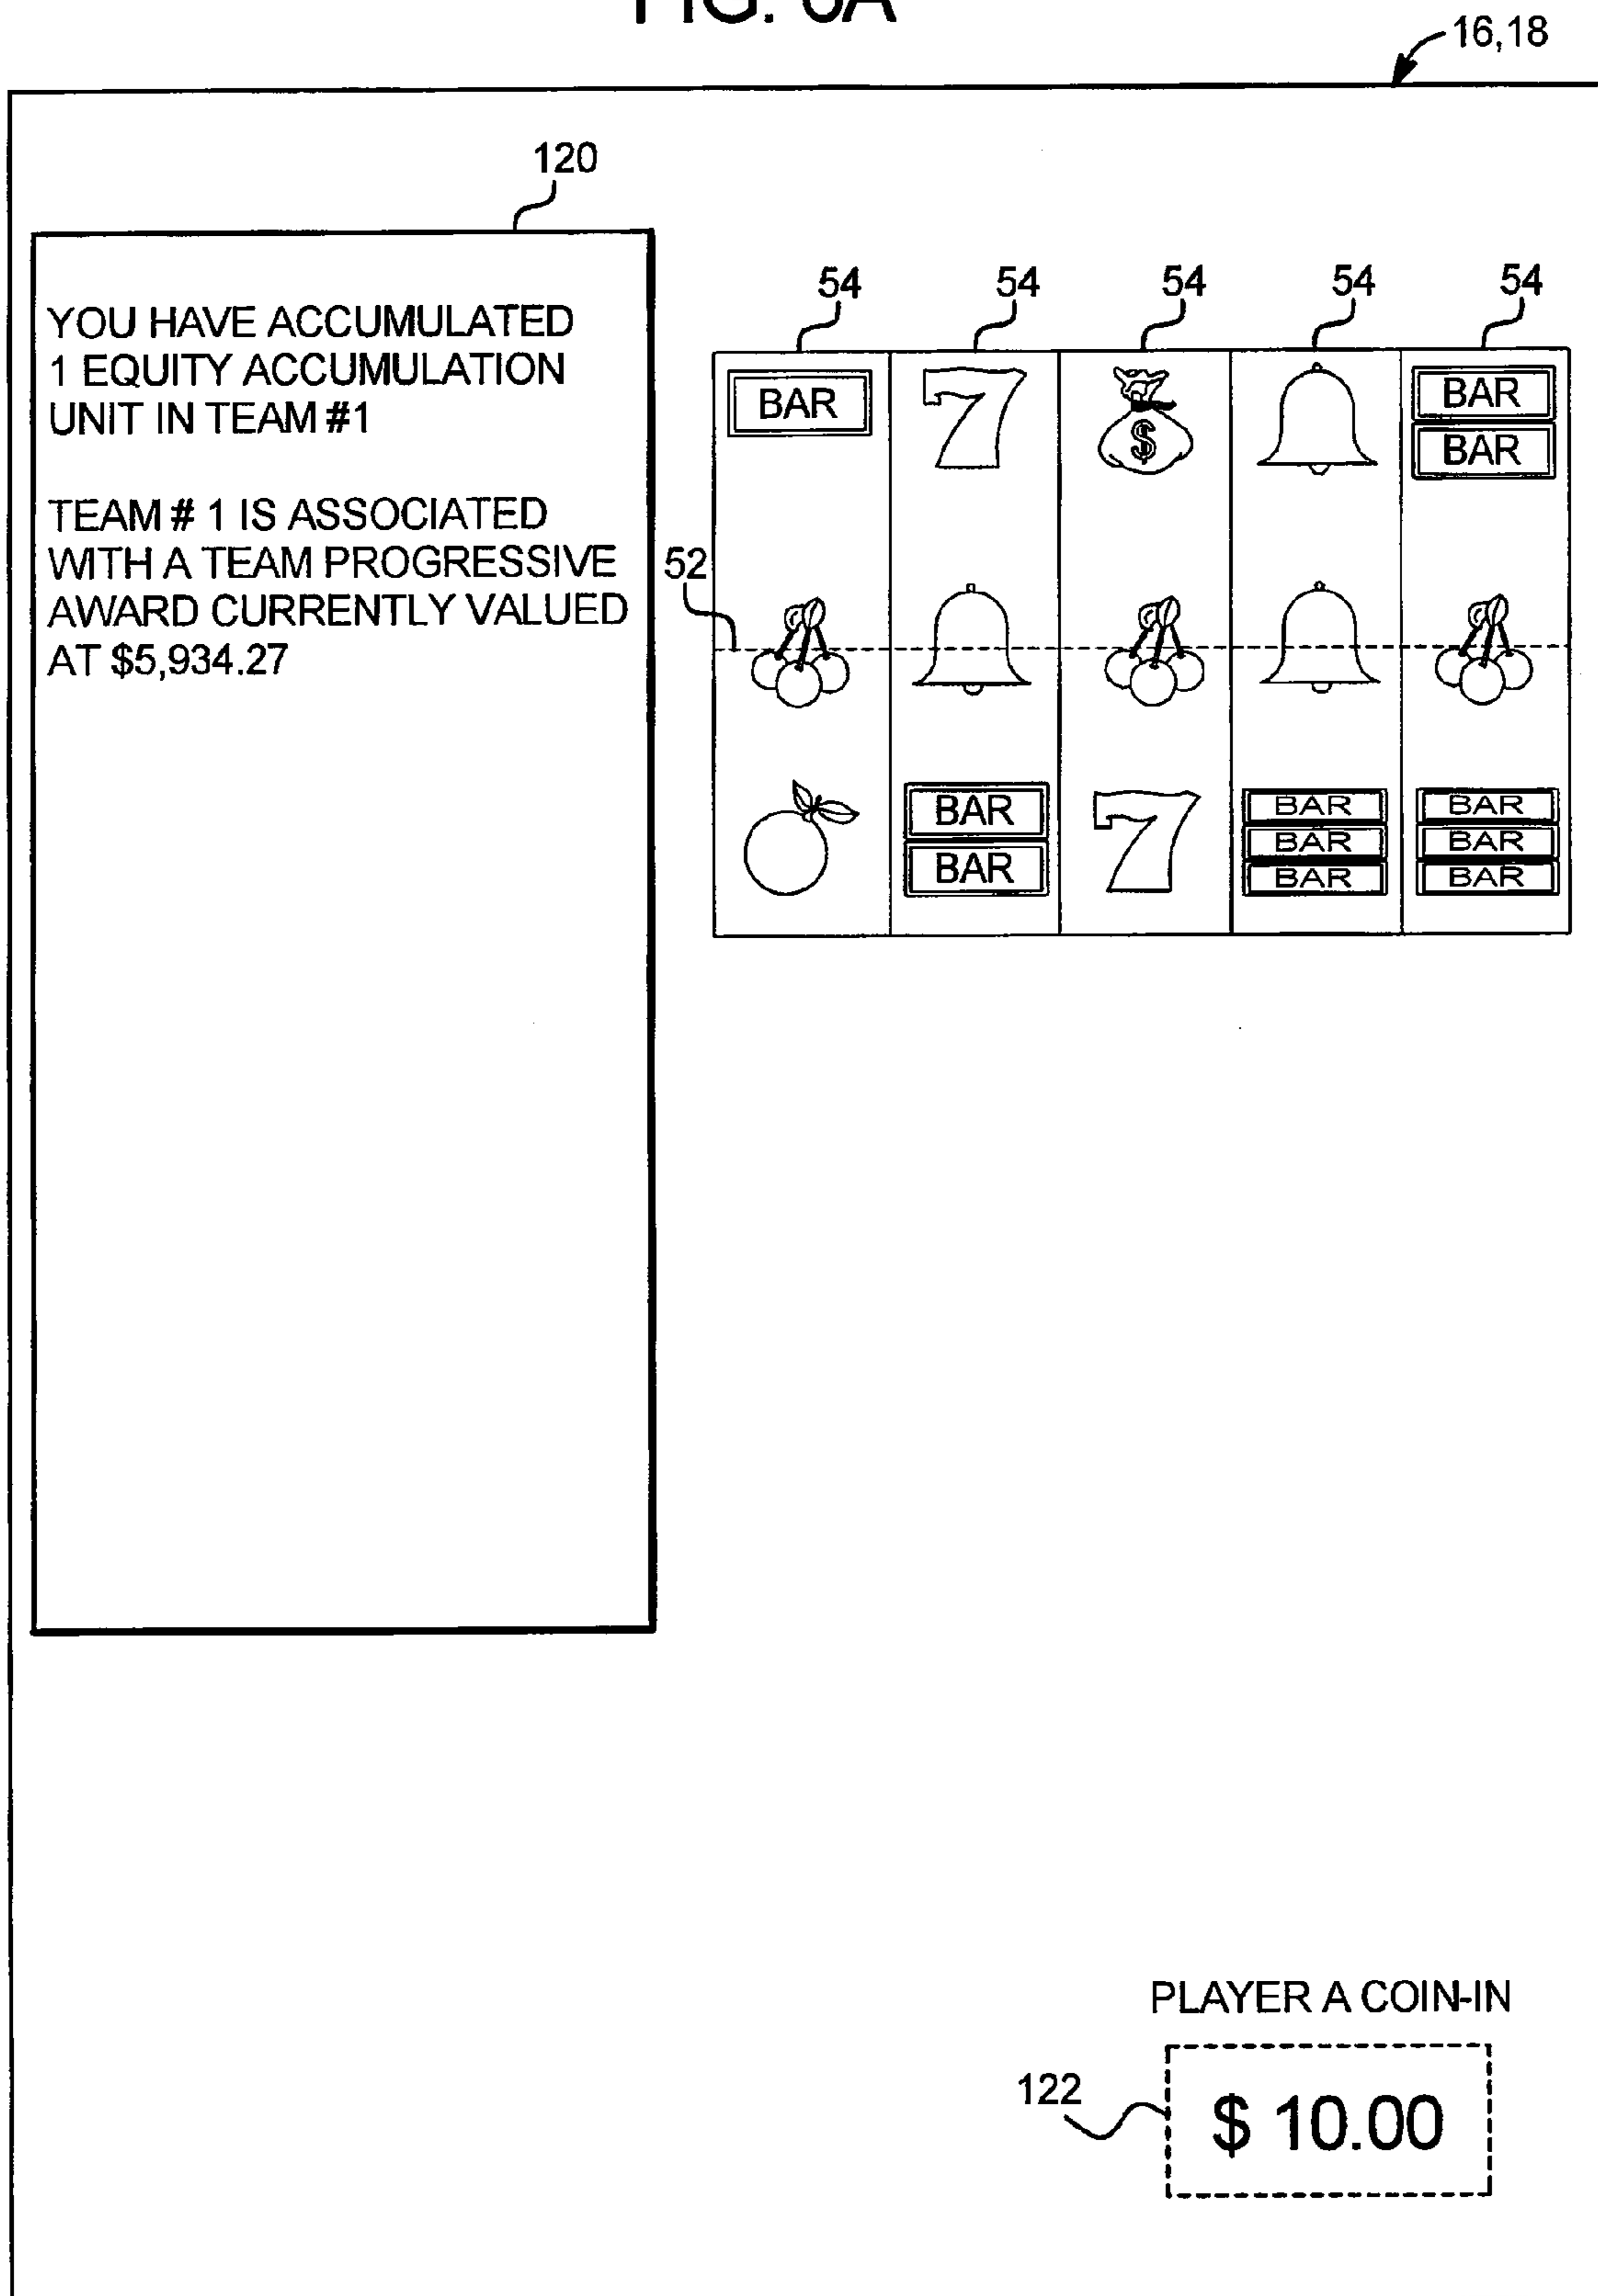 16,18
120
YOU HAVE ACCUMULATED
1 EQUITY ACCUMULATION
UNIT IN TEAM #1
TEAM # 1 IS ASSOCIATED
WITH A TEAM PROGRESSIVE
AWARD CURRENTLY VALUED
AT $5,934.27
54 54 54 54 54
BAR 7 $ BAR
BAR
52
BAR 7 BAR BAR
BAR BAR BAR
BAR BAR
PLAYER A COIN-IN
122
$ 10.00